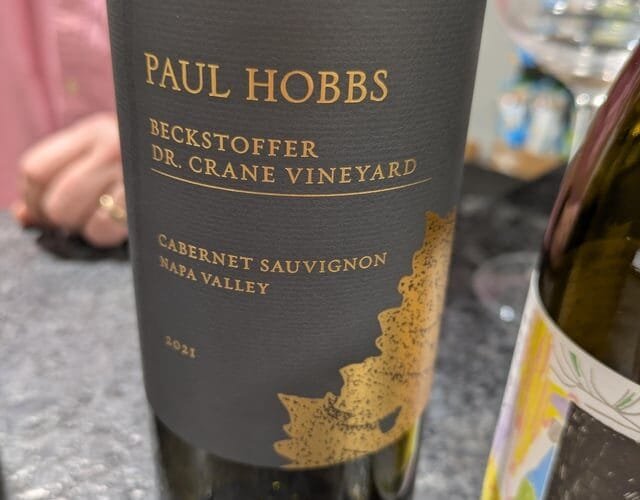 PAUL HOBBS
BECKSTOFFER
DR. CRANE VINEYARD
CABERNET SAUVIGNON
NAPA VALLEY
2021